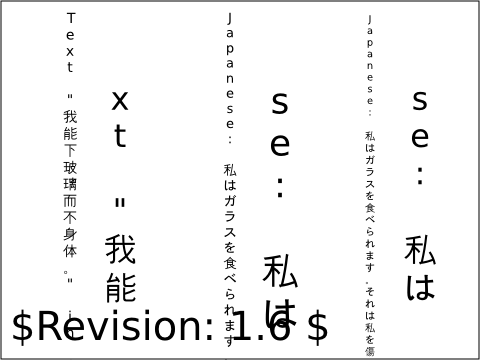 Text "我能下玻璃而不身体。" in
xt "我能
Japanese: 私はガラスを食べられます
se: 私は
Japanese: 私はガラスを食べられます。それは私を傷
se: 私は
$Revision: 1.6 $